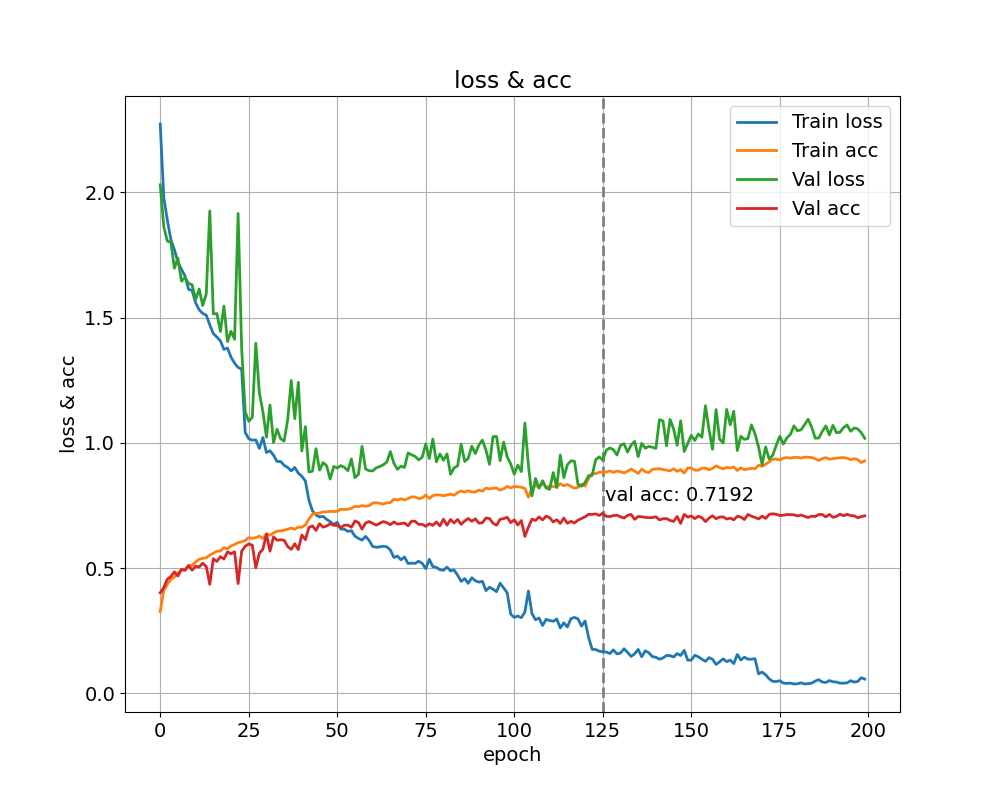 loss & acc
Train loss
Train acc
Val loss
Val acc
2.0
1.5
1.0
0.5
0.0
loss & acc
val acc: 0.7192
0 25 50 75 100 125 150 175 200
epoch